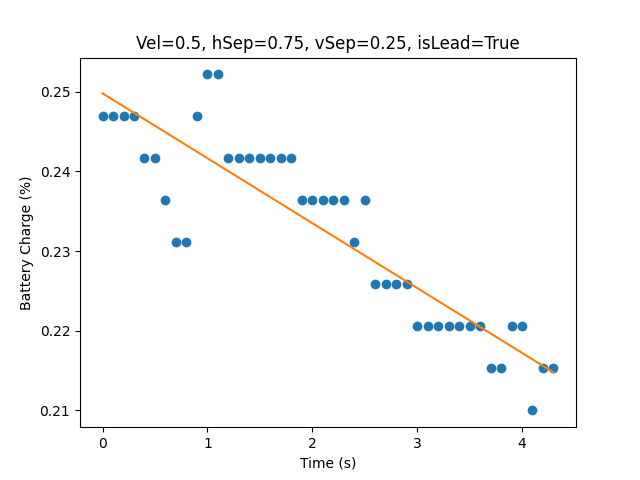 Vel=0.5, hSep=0.75, vSep=0.25, isLead=True
Battery Charge (%)
0.25
0.24
0.23
0.22
0.21
0 1 2 3 4
Time (s)